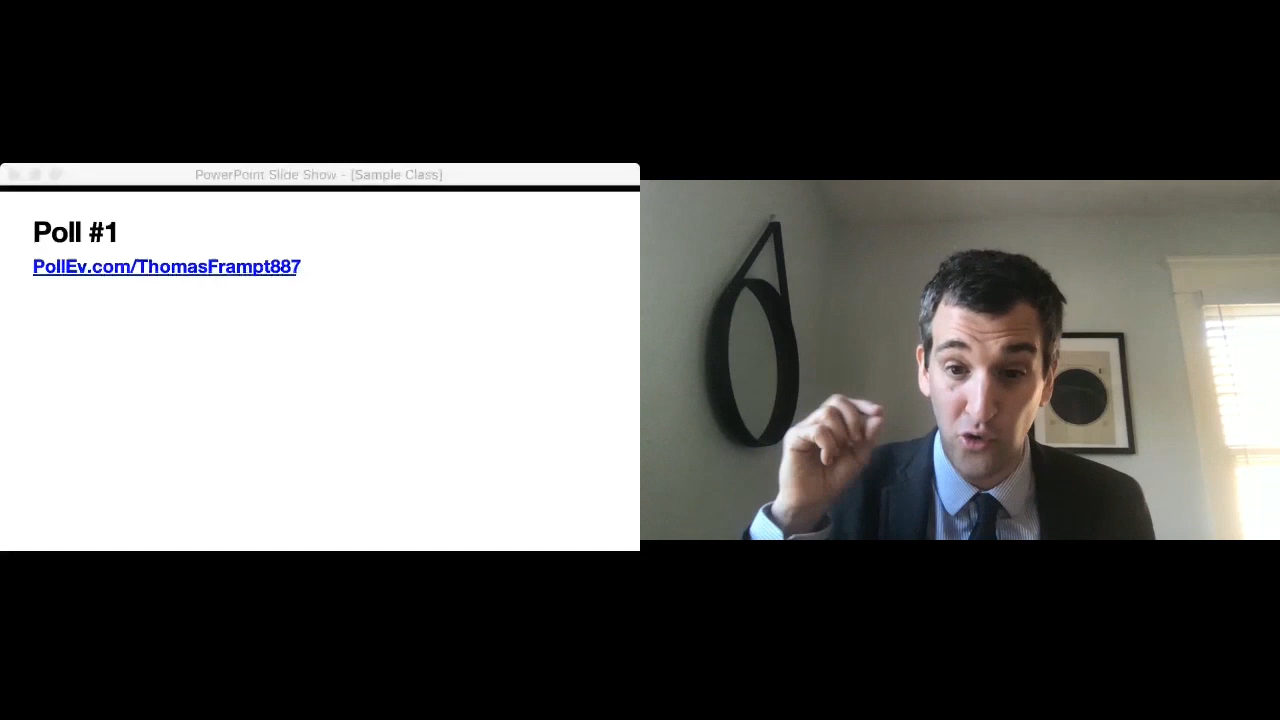 PowerPoint Slide Show - [Sample Class]
Poll #1
PollEv.com/ThomasFrampt887